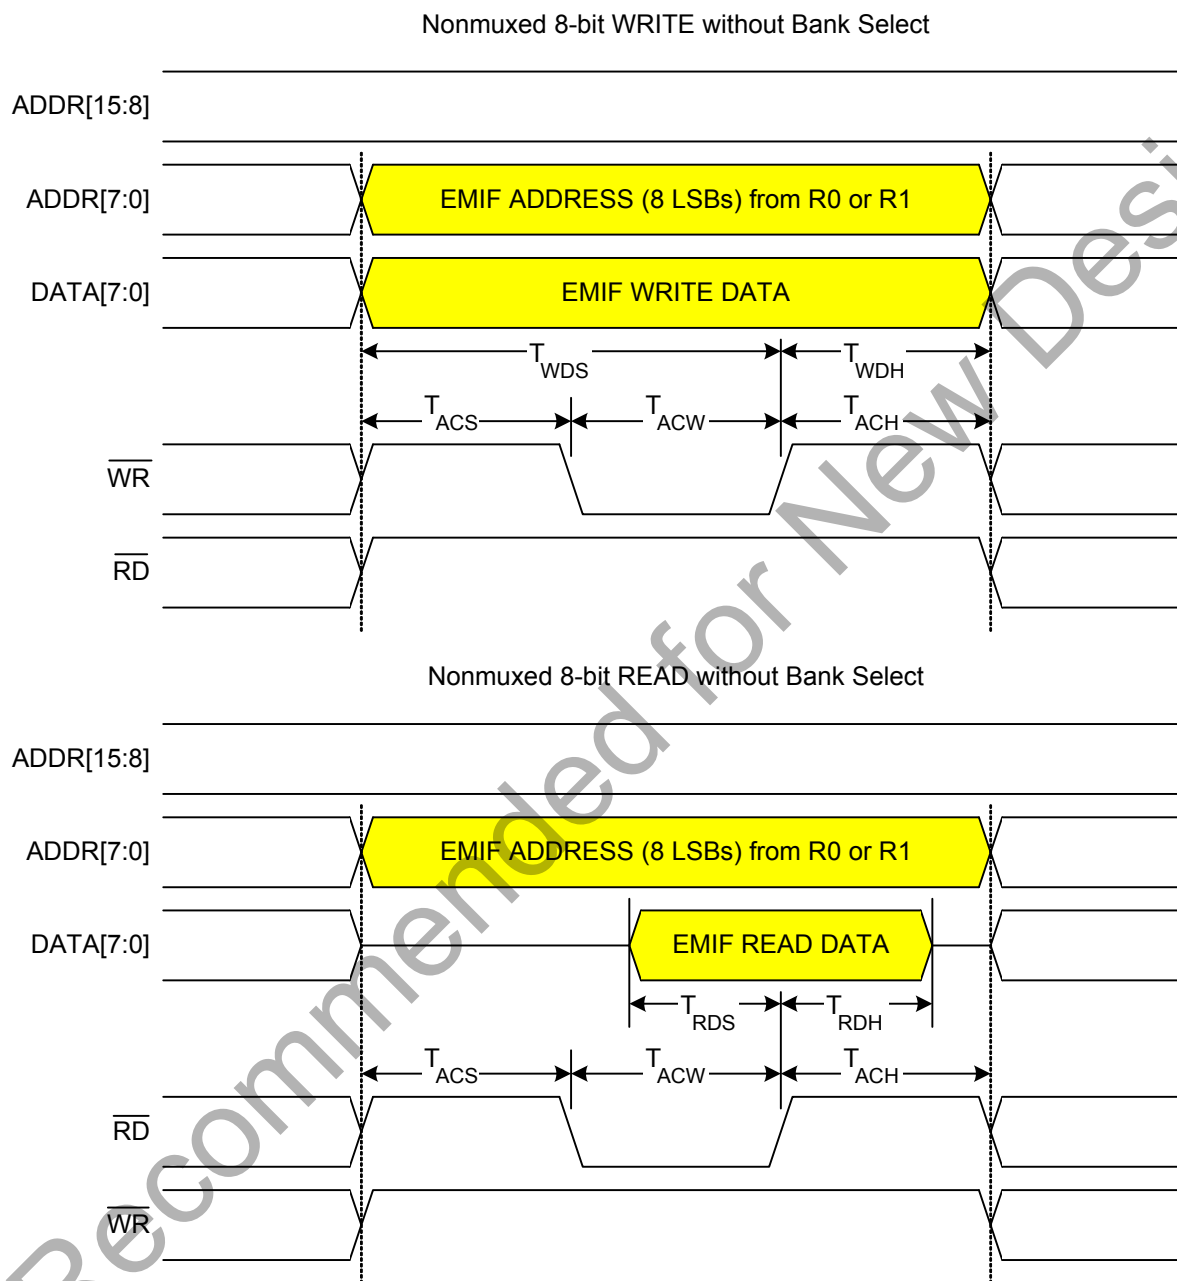 Nonmuxed 8-bit WRITE without Bank Select
ADDR[15:8]
ADDR[7:0]
EMIF ADDRESS (8 LSBs) from R0 or R1
DATA[7:0]
EMIF WRITE DATA
TWDS
TWDH
TACS
TACW
TACH
WR
RD
Nonmuxed 8-bit READ without Bank Select
ADDR[15:8]
ADDR[7:0]
EMIF ADDRESS (8 LSBs) from R0 or R1
DATA[7:0]
EMIF READ DATA
TRDS
TRDH
TACS
TACW
TACH
RD
WR
Recommended for New Desi